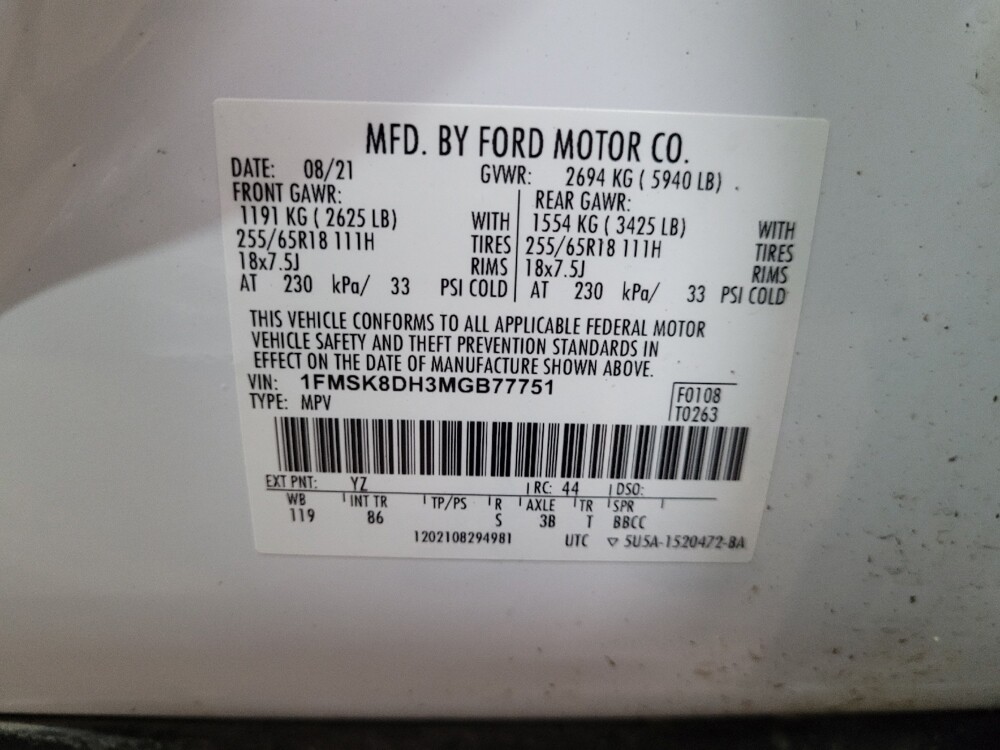 MFD. BY FORD MOTOR CO.
DATE: 08/21 GVWR: 2694 KG ( 5940 LB)
FRONT GAWR: REAR GAWR:
1191 KG ( 2625 LB) WITH 1554 KG ( 3425 LB) WITH
255/65R18 111H TIRES 255/65R18 111H TIRES
18x7.5J RIMS 18x7.5J RIMS
AT 230 kPa/ 33 PSI COLD AT 230 kPa/ 33 PSI COLD
THIS VEHICLE CONFORMS TO ALL APPLICABLE FEDERAL MOTOR
VEHICLE SAFETY AND THEFT PREVENTION STANDARDS IN
EFFECT ON THE DATE OF MANUFACTURE SHOWN ABOVE.
VIN: 1FMSK8DH3MGB77751 F0108
TYPE: MPV T0263
EXT PNT: YZ RC: 44 DSO:
WB INT TR TP/PS R AXLE TR SPR
119 86 S 3B T BBCC
1202108294981 UTC ▽ 5U5A-1520472-BA